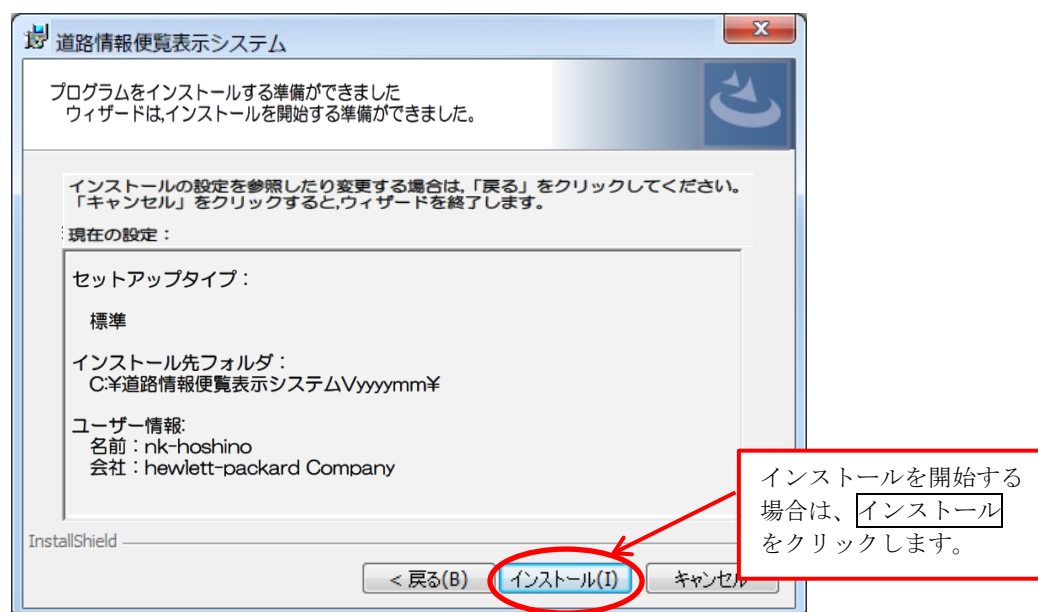 道路情報便覧表示システム
プログラムをインストールする準備ができました
ウィザードは,インストールを開始する準備ができました。
インストールの設定を参照したり変更する場合は,「戻る」をクリックしてください。
「キャンセル」をクリックすると,ウィザードを終了します。
現在の設定：
セットアップタイプ：
標準
インストール先フォルダ：
C:¥道路情報便覧表示システムVyyyymm¥
ユーザー情報:
名前：nk-hoshino
会社：hewlett-packard Company
インストールを開始する
場合は、インストール
をクリックします。
InstallShield
< 戻る(B)
インストール(I)
キャンセル